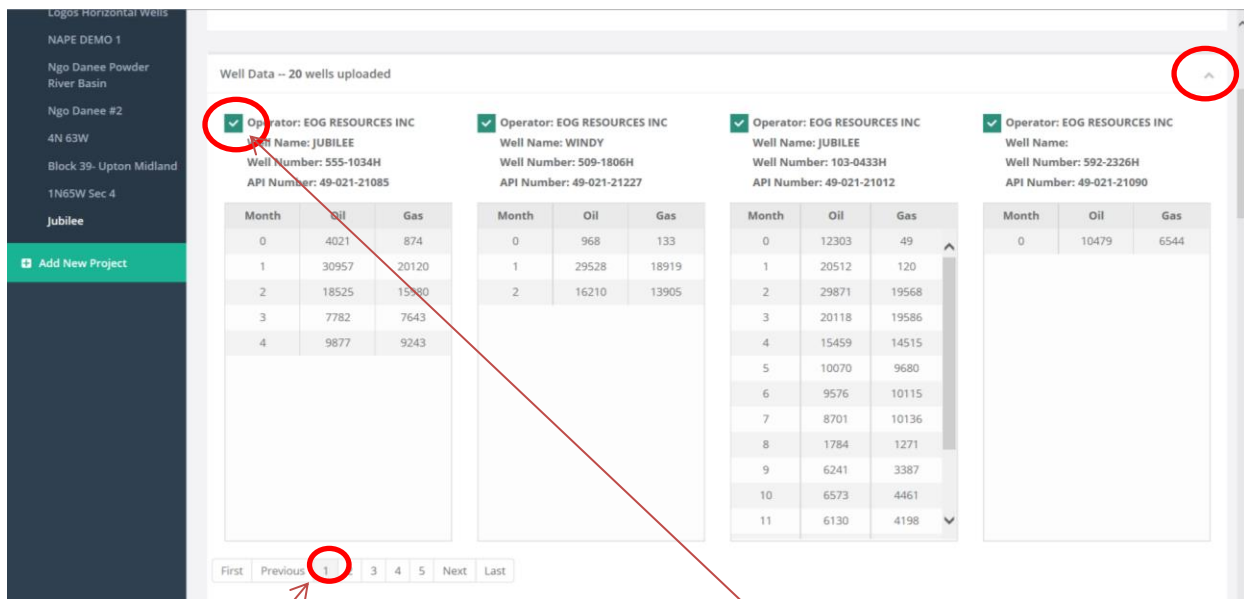 Logos Horizontal Wells
NAPE DEMO 1
Ngo Danee Powder
River Basin
Ngo Danee #2
4N 63W
Block 39- Upton Midland
1N65W Sec 4
Jubilee
Add New Project
Well Data -- 20 wells uploaded
Operator: EOG RESOURCES INC
Well Name: JUBILEE
Well Number: 555-1034H
API Number: 49-021-21085
Month Oil Gas
0 4021 874
1 30957 20120
2 18525 15980
3 7782 7643
4 9877 9243
Operator: EOG RESOURCES INC
Well Name: WINDY
Well Number: 509-1806H
API Number: 49-021-21227
Month Oil Gas
0 968 133
1 29528 18919
2 16210 13905
Operator: EOG RESOURCES INC
Well Name: JUBILEE
Well Number: 103-0433H
API Number: 49-021-21012
Month Oil Gas
0 12303 49
1 20512 120
2 29871 19568
3 20118 19586
4 15459 14515
5 10070 9680
6 9576 10115
7 8701 10136
8 1784 1271
9 6241 3387
10 6573 4461
11 6130 4198
Operator: EOG RESOURCES INC
Well Name:
Well Number: 592-2326H
API Number: 49-021-21090
Month Oil Gas
0 10479 6544
First Previous 1 2 3 4 5 Next Last